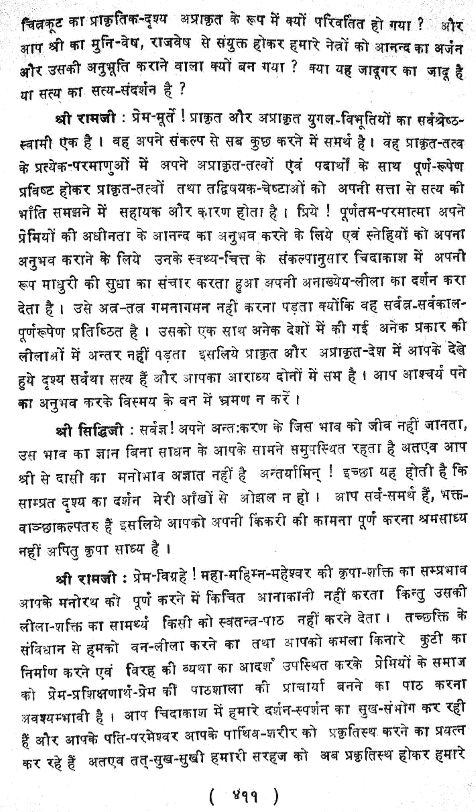 चित्रकूट का प्राकृतिक-दृश्य अप्राकृत के रूप में क्यों परिवर्तित हो गया ? और
आप श्री का मुनि-वेष, राजवेष से संयुक्त होकर हमारे नेत्रों को आनन्द का अर्जन
और उसकी अनुभूति कराने वाला क्यों बन गया ? क्या यह जादूगर का जादू है
या सत्य का सत्य-संदर्शन है ?
श्री रामजी : प्रेम-मूर्ते ! प्राकृत और अप्राकृत युगल-विभूतियों का सर्वश्रेष्ठ-
स्वामी एक है । वह अपने संकल्प से सब कुछ करने में समर्थ है । वह प्राकृत-तत्व
के प्रत्येक-परमाणुओं में अपने अप्राकृत-तत्वों एवं पदार्थों के साथ पूर्ण-रूपेण
प्रविष्ट होकर प्राकृत-तत्वों तथा तद्विषयक-चेष्टाओं को अपनी सत्ता से सत्य की
भाँति समझने में सहायक और कारण होता है । प्रिये ! पूर्णतम-परमात्मा अपने
प्रेमियों की अधीनता के आनन्द का अनुभव करने के लिये एवं स्नेहियों को अपना
अनुभव कराने के लिये उनके स्वथ्य-चित्त के संकल्पानुसार चिदाकाश में अपनी
रूप माधुरी की सुधा का संचार करता हुआ अपनी अनाख्येय-लीला का दर्शन करा
देता है । उसे अत्र-तत्र गमनागमन नहीं करना पड़ता क्योंकि वह सर्वत्र-सर्वकाल-
पूर्णरूपेण प्रतिष्ठित है । उसको एक साथ अनेक देशों में की गई अनेक प्रकार की
लीलाओं में अन्तर नहीं पड़ता इसलिये प्राकृत और अप्राकृत-देश में आपके देखे
हुये दृश्य सर्वथा सत्य हैं और आपका आराध्य दोनों में सम है । आप आश्चर्य पने
का अनुभव करके विस्मय के वन में भ्रमण न करें ।
श्री सिद्धिजी : सर्वज्ञ ! अपने अन्तःकरण के जिस भाव को जीव नहीं जानता,
उस भाव का ज्ञान बिना साधन के आपके सामने समुपस्थित रहता है अतएव आप
श्री से दासी का मनोभाव अज्ञात नहीं है अन्तर्यामिन् ! इच्छा यह होती है कि
साम्प्रत दृश्य का दर्शन मेरी आँखों से ओझल न हो । आप सर्व-समर्थ हैं, भक्त-
वाञ्छाकल्पतरु हैं इसलिये आपको अपनी किंकरी की कामना पूर्ण करना श्रमसाध्य
नहीं अपितु कृपा साध्य है ।
श्री रामजी : प्रेम-विग्रहे ! महा-महिम्न-महेश्वर की कृपा-शक्ति का सम्प्रभाव
आपके मनोरथ को पूर्ण करने में किंचित आनाकानी नहीं करता किन्तु उसकी
लीला-शक्ति का सामर्थ्य किसी को स्वतन्त्र-पाठ नहीं करने देता । तच्छक्ति के
संविधान से हमको वन-लीला करने का तथा आपको कमला किनारे कुटी का
निर्माण करने एवं विरह की व्यथा का आदर्श उपस्थित करके प्रेमियों के समाज
को प्रेम-प्रशिक्षणार्थ-प्रेम की पाठशाला की प्राचार्या बनने का पाठ करना
अवश्यम्भावी है । आप चिदाकाश में हमारे दर्शन-स्पर्शन का सुख-संभोग कर रही
हैं और आपके पति-परमेश्वर आपके पाथिव-शरीर को प्रकृतिस्थ करने का प्रयत्न
कर रहे हैं अतएव तत्-सुख-सुखी हमारी सरहज को अब प्रकृतिस्थ होकर हमारे
( ४११ )